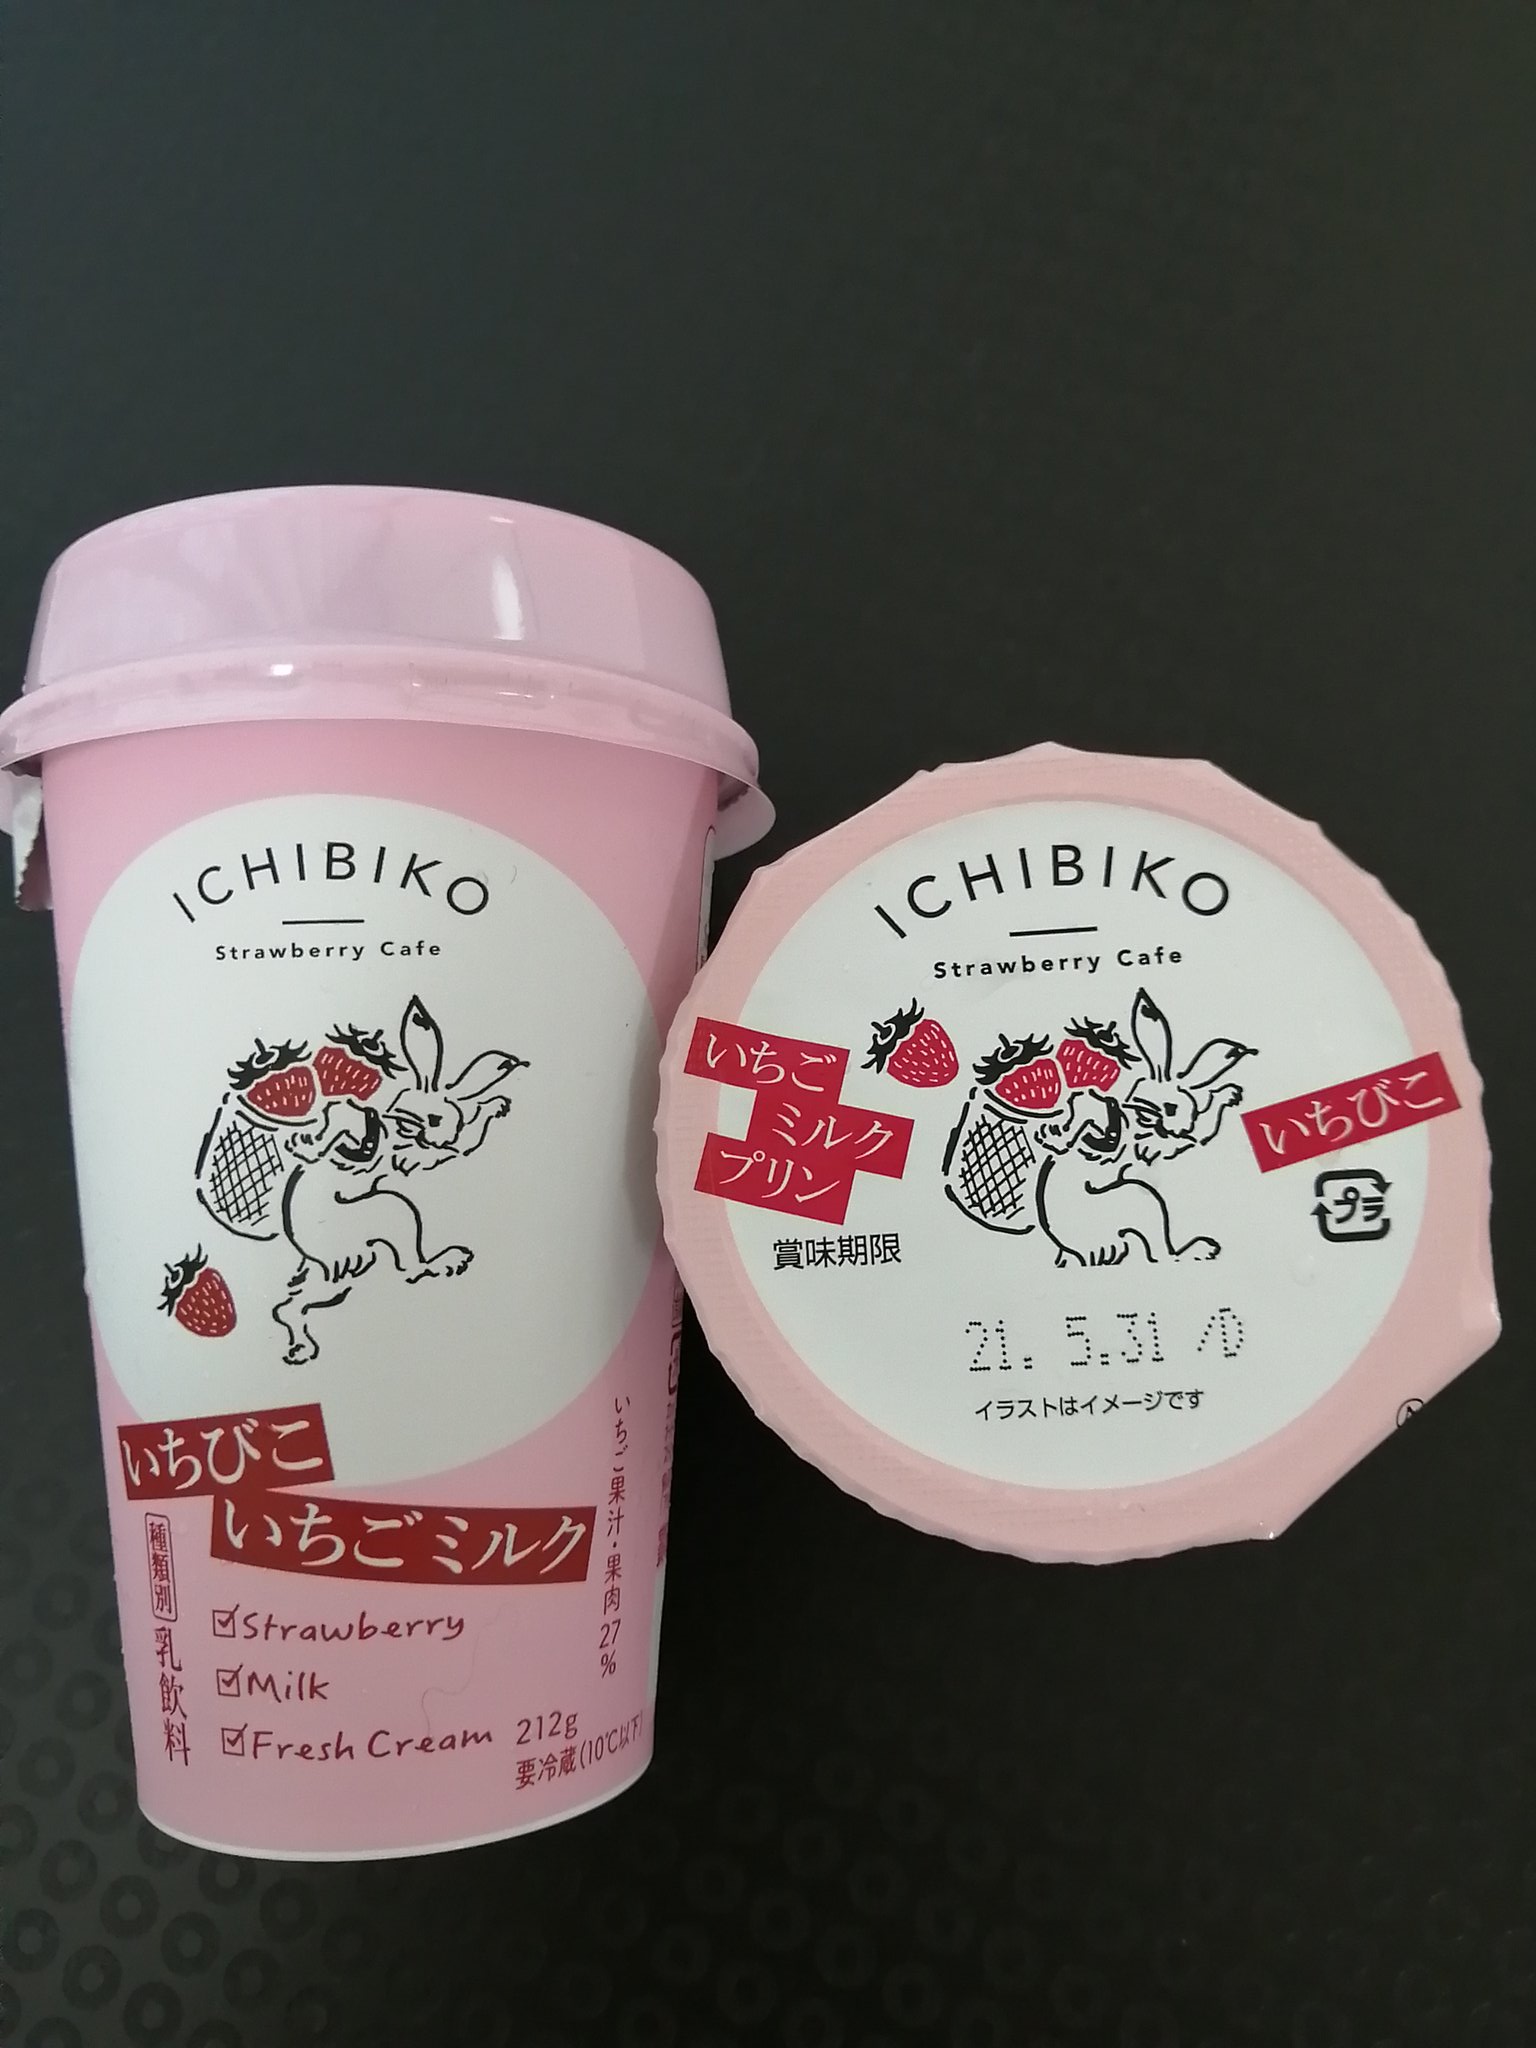 ICHIBIKO
Strawberry Cafe
いちびこ
いちごミルク
種類別
乳飲料
Strawberry
Milk
Fresh Cream
いちご果汁・果肉27%
212g
要冷蔵(10℃以下)
ICHIBIKO
Strawberry Cafe
いちご
ミルク
プリン
いちびこ
プラ
賞味期限
21. 5.31 /D
イラストはイメージです